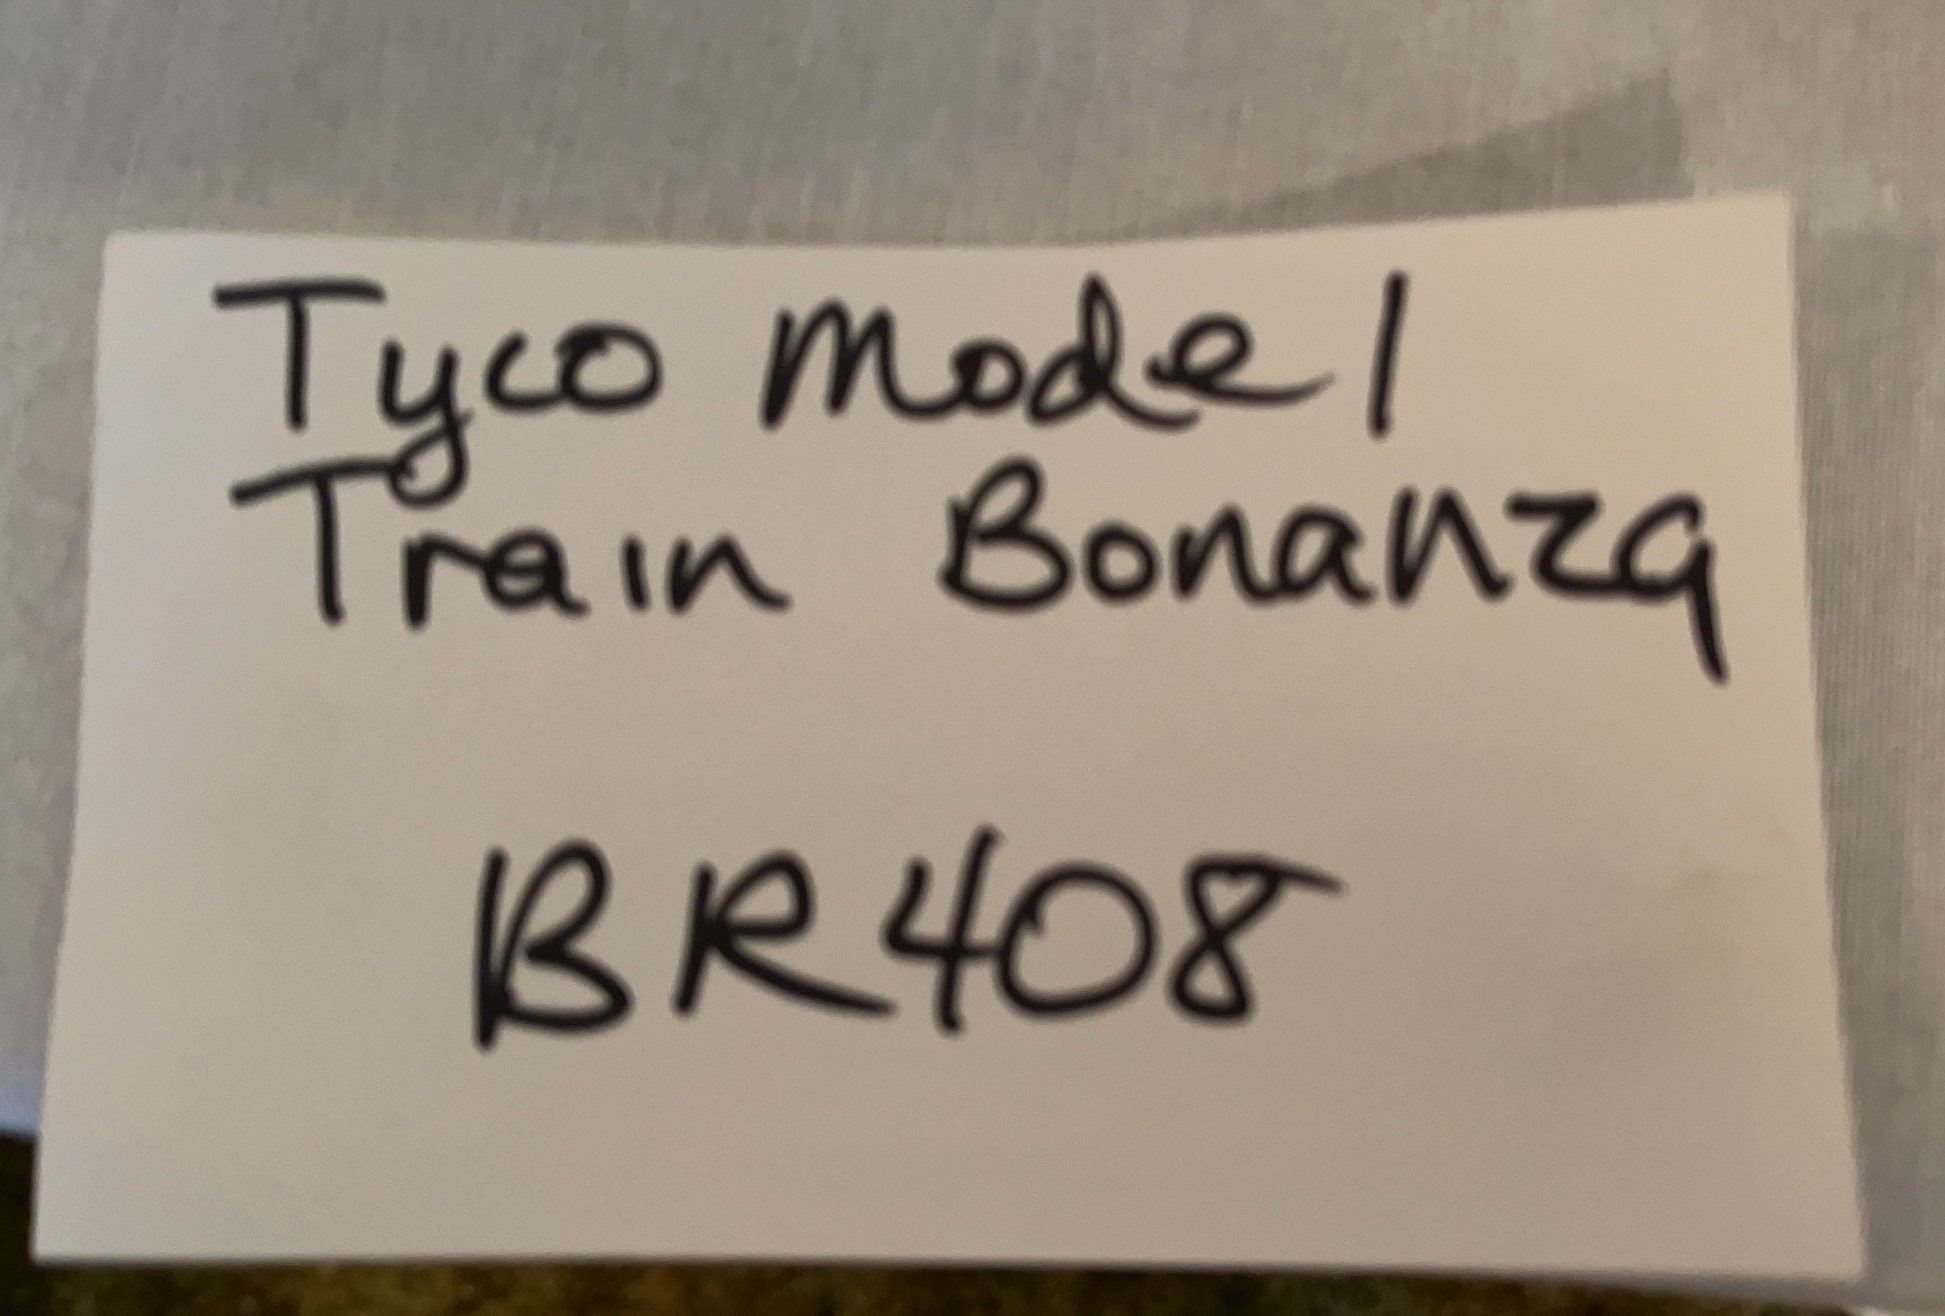 Tyco Model
Train Bonanza
BR408